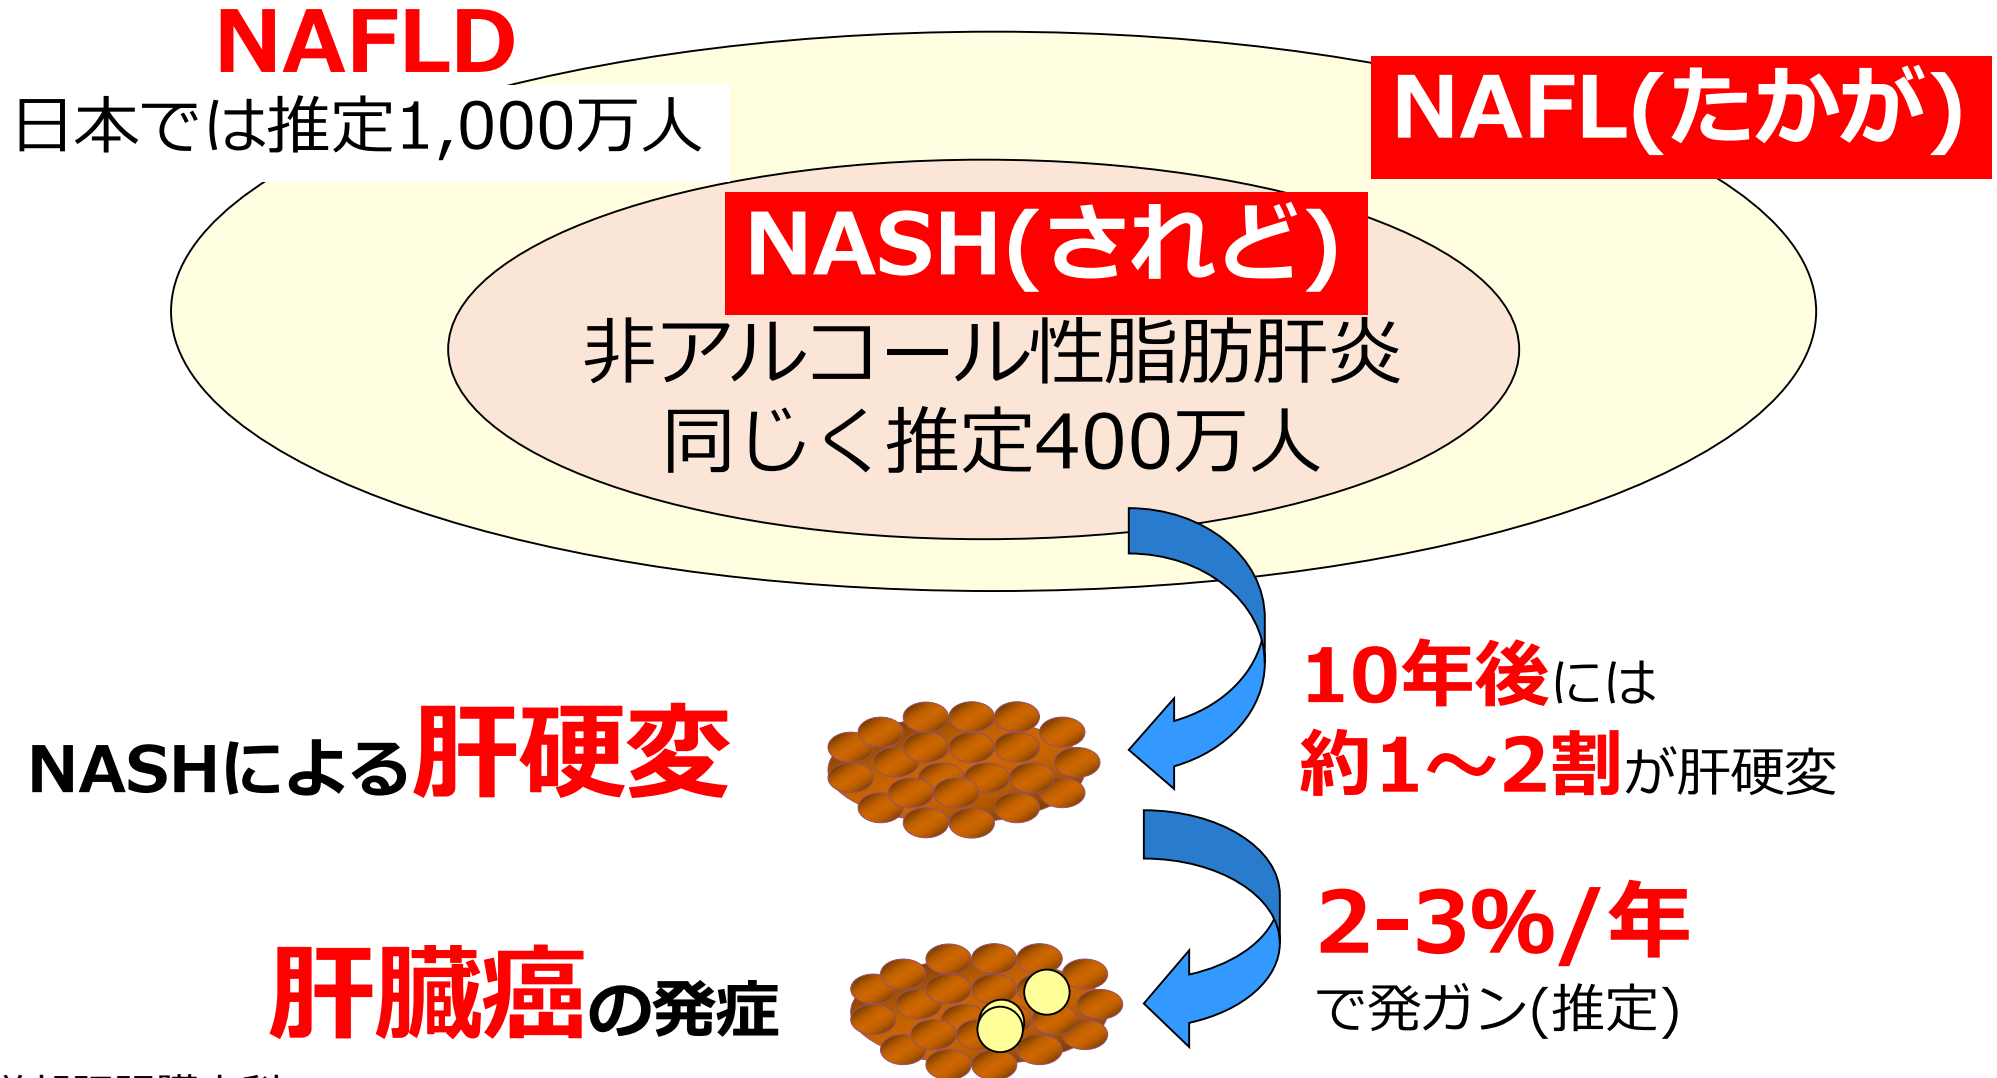 NAFLD
日本では推定1,000万人
NAFL(たかが)
NASH(されど)
非アルコール性脂肪肝炎
同じく推定400万人
10年後には
約1～2割が肝硬変
NASHによる肝硬変
2-3%/年
で発ガン(推定)
肝臓癌の発症